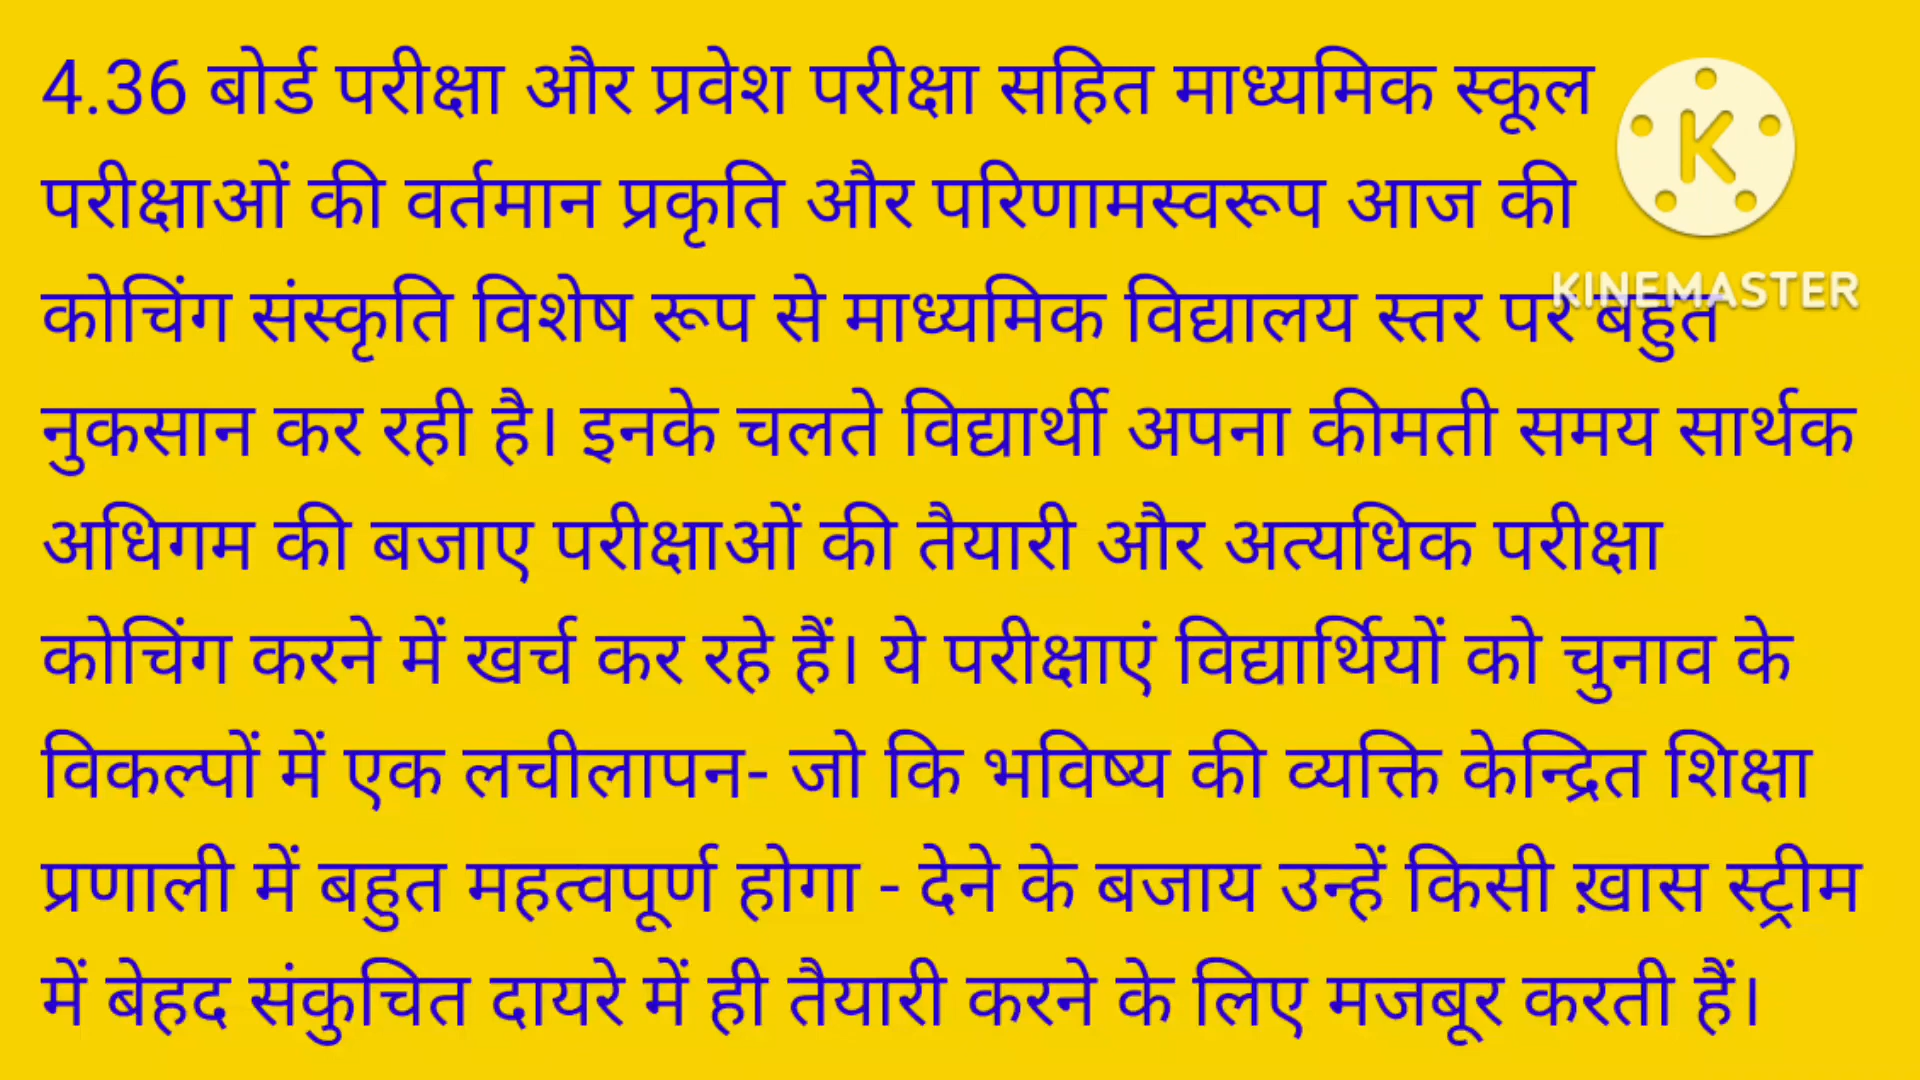 4.36 बोर्ड परीक्षा और प्रवेश परीक्षा सहित माध्यमिक स्कूल
परीक्षाओं की वर्तमान प्रकृति और परिणामस्वरूप आज की
कोचिंग संस्कृति विशेष रूप से माध्यमिक विद्यालय स्तर पर बहुत
नुकसान कर रही है। इनके चलते विद्यार्थी अपना कीमती समय सार्थक
अधिगम की बजाए परीक्षाओं की तैयारी और अत्यधिक परीक्षा
कोचिंग करने में खर्च कर रहे हैं। ये परीक्षाएं विद्यार्थियों को चुनाव के
विकल्पों में एक लचीलापन- जो कि भविष्य की व्यक्ति केन्द्रित शिक्षा
प्रणाली में बहुत महत्वपूर्ण होगा - देने के बजाय उन्हें किसी ख़ास स्ट्रीम
में बेहद संकुचित दायरे में ही तैयारी करने के लिए मजबूर करती हैं।
K
KINEMASTER